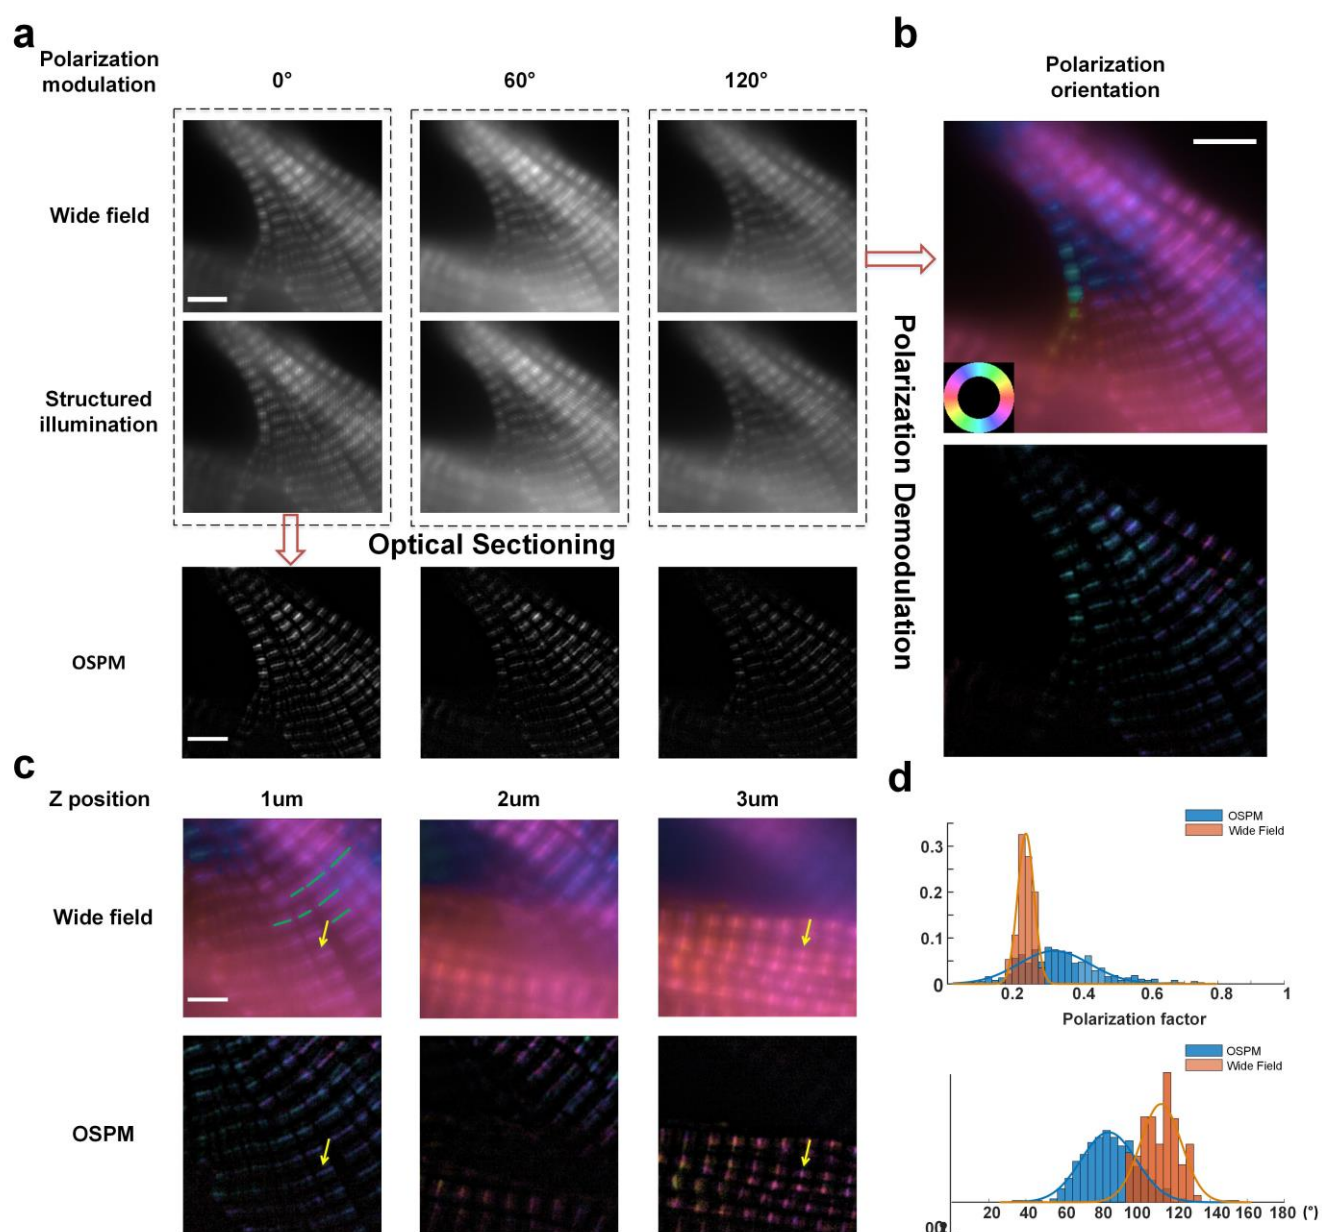 a
Polarization
modulation
0°
60°
120°
Wide field
Structured
illumination
Optical Sectioning
OSPM
b
Polarization
orientation
Polarization Demodulation
c
Z position
1um
2um
3um
Wide field
OSPM
d
OSPM
Wide Field
0.3
0.2
0.1
0
0.2
0.4
0.6
0.8
1
Polarization factor
OSPM
Wide Field
20
40
60
80
100
120
140
160
180
(°)